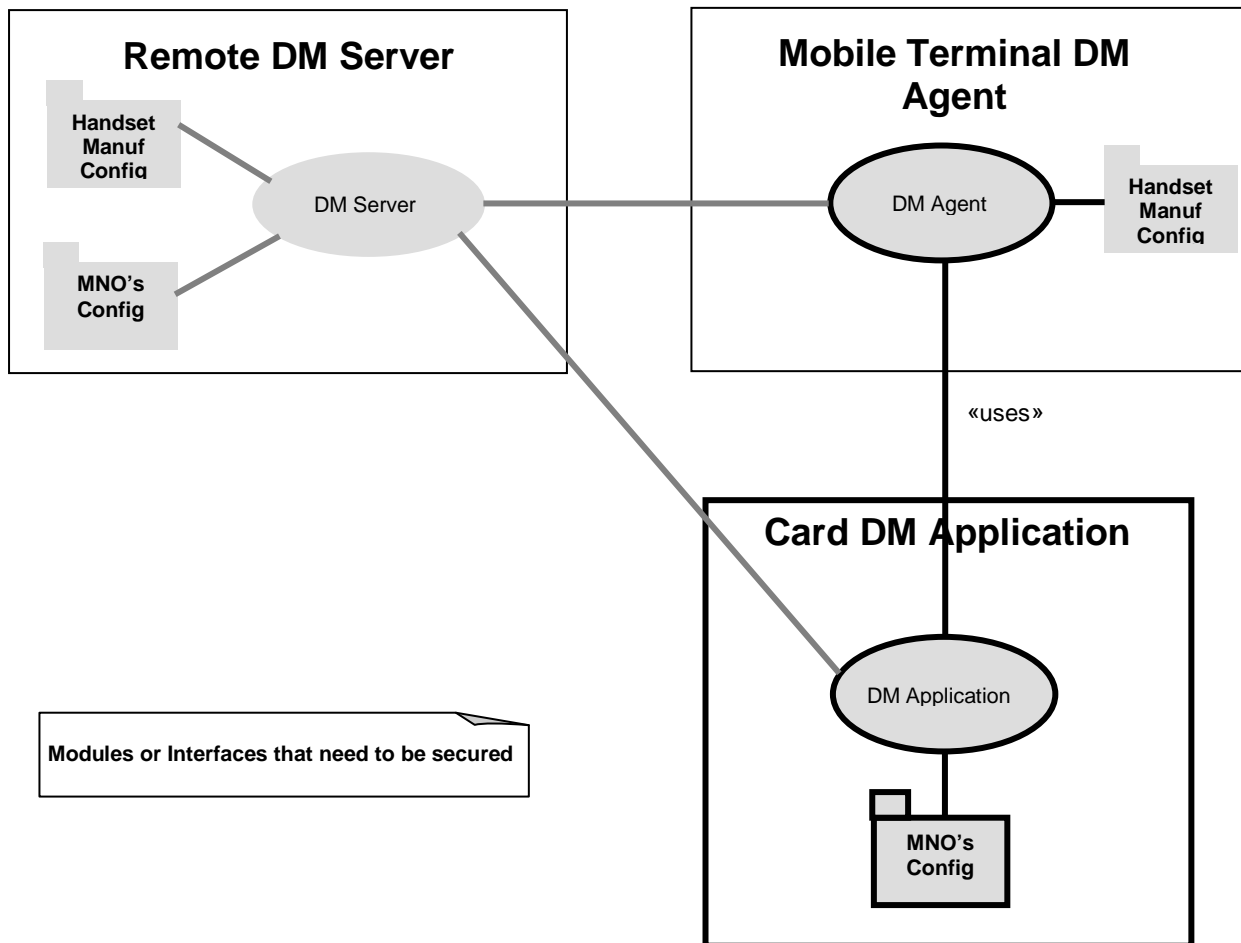 Remote DM Server
Handset
Manuf
Config
DM Server
MNO's
Config
Mobile Terminal DM
Agent
DM Agent
Handset
Manuf
Config
«uses»
Card DM Application
DM Application
MNO's
Config
Modules or Interfaces that need to be secured